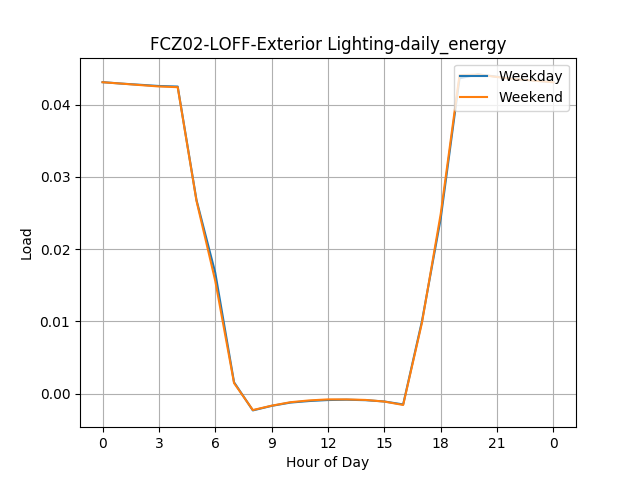 FCZ02-LOFF-Exterior Lighting-daily_energy
Weekday
Weekend
0.04
0.03
0.02
0.01
0.00
Load
0 3 6 9 12 15 18 21 0
Hour of Day